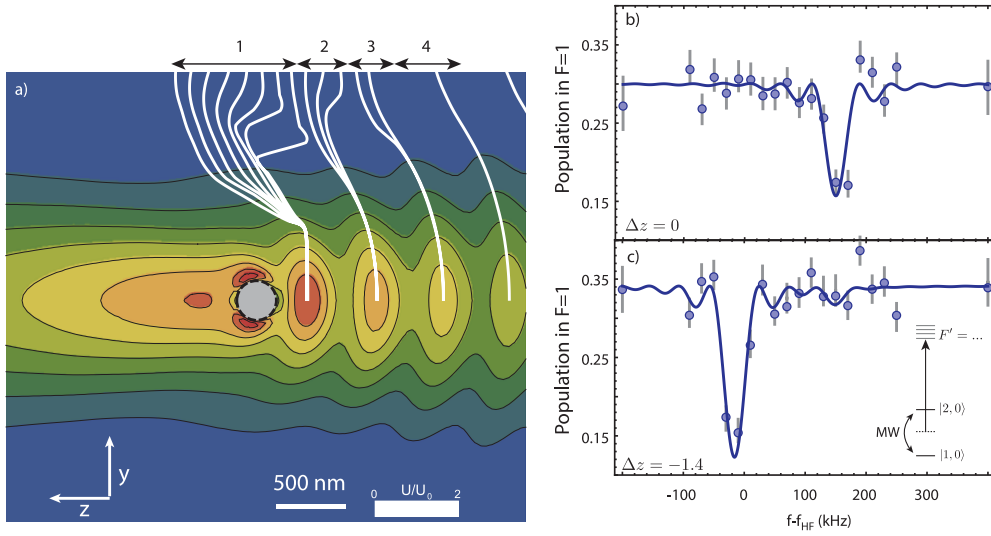 a)
1 2 3 4
y
z
500 nm
U/U₀
0 2
b)
Population in F=1
0.35
0.25
0.15
Δz = 0
c)
Population in F=1
0.35
0.25
0.15
Δz = −1.4
F′ = ...
|2, 0⟩
MW
|1, 0⟩
-100 0 100 200 300
f-f_HF (kHz)